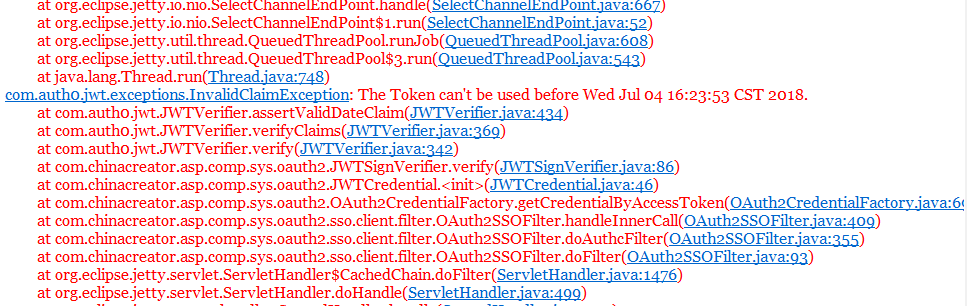 at org.eclipse.jetty.io.nio.SelectChannelEndPoint.handle(SelectChannelEndPoint.java:667)
at org.eclipse.jetty.io.nio.SelectChannelEndPoint$1.run(SelectChannelEndPoint.java:52)
at org.eclipse.jetty.util.thread.QueuedThreadPool.runJob(QueuedThreadPool.java:608)
at org.eclipse.jetty.util.thread.QueuedThreadPool$3.run(QueuedThreadPool.java:543)
at java.lang.Thread.run(Thread.java:748)
com.auth0.jwt.exceptions.InvalidClaimException: The Token can't be used before Wed Jul 04 16:23:53 CST 2018.
at com.auth0.jwt.JWTVerifier.assertValidDateClaim(JWTVerifier.java:434)
at com.auth0.jwt.JWTVerifier.verifyClaims(JWTVerifier.java:369)
at com.auth0.jwt.JWTVerifier.verify(JWTVerifier.java:342)
at com.chinacreator.asp.comp.sys.oauth2.JWTSignVerifier.verify(JWTSignVerifier.java:86)
at com.chinacreator.asp.comp.sys.oauth2.JWTCredential.<init>(JWTCredential.java:46)
at com.chinacreator.asp.comp.sys.oauth2.OAuth2CredentialFactory.getCredentialByAccessToken(OAuth2CredentialFactory.java:6
at com.chinacreator.asp.comp.sys.oauth2.sso.client.filter.OAuth2SSOFilter.handleInnerCall(OAuth2SSOFilter.java:409)
at com.chinacreator.asp.comp.sys.oauth2.sso.client.filter.OAuth2SSOFilter.doAuthcFilter(OAuth2SSOFilter.java:355)
at com.chinacreator.asp.comp.sys.oauth2.sso.client.filter.OAuth2SSOFilter.doFilter(OAuth2SSOFilter.java:93)
at org.eclipse.jetty.servlet.ServletHandler$CachedChain.doFilter(ServletHandler.java:1476)
at org.eclipse.jetty.servlet.ServletHandler.doHandle(ServletHandler.java:499)